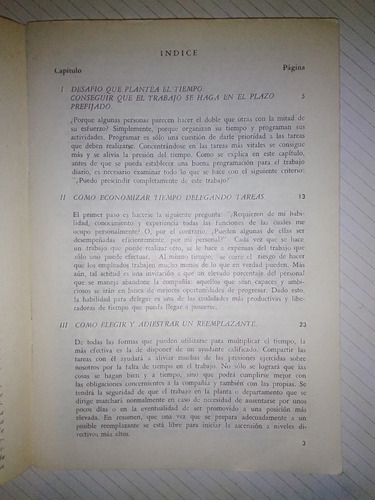 INDICE
Capítulo Página
I DESAFIO QUE PLANTEA EL TIEMPO:
CONSEGUIR QUE EL TRABAJO SE HAGA EN EL PLAZO 5
PREFIJADO
¿Porque algunas personas parecen hacer el doble que otras con la mitad de
su esfuerzo? Simplemente, porque organizan su tiempo y programan sus
actividades. Programar es sólo una cuestión de darle prioridad a las tareas
que deben realizarse. Concentrándose en las tareas más vitales se consigue
más y se alivia la presión del tiempo. Como se explica en este capítulo,
antes de que se pueda establecer una buena programación para el trabajo
diario, es necesario examinar todo lo que se hace con el siguiente criterio:
"¿Puedo prescindir completamente de este trabajo?"
II COMO ECONOMIZAR TIEMPO DELEGANDO TAREAS 13
El primer paso es hacerse la siguiente pregunta: "¿Requieren de mi habi-
lidad, conocimiento y experiencia todas las funciones de las cuales me
ocupo personalmente? O, por el contrario, ¿Pueden algunas de ellas ser
desempeñadas eficientemente, por mi personal?" Cada vez que se hace
un trabajo que puede realizar otro, se le hace a expensas del trabajo que
sólo uno puede efectuar. Al mismo tiempo, se corre el riesgo de hacer
que los empleados trabajen mucho menos de lo que en verdad pueden. Más
aún, tal actitud es una invitación a que un elevado porcentaje del personal
que se maneja abandone la compañía: aquellos que sean capaces y ambi-
ciosos se irán en busca de mejores oportunidades de progresar. Dado esto,
la habilidad para delegar es una de las cualidades más productivas y libe-
radoras de tiempo que pueda llegar a poseerse.
III COMO ELEGIR Y ADIESTRAR UN REEMPLAZANTE. 23
De todas las formas que pueden utilizarse para multiplicar el tiempo, la
más efectiva es la de disponer de un ayudante calificado. Compartir las
tareas con él ayudará a aliviar muchas de las presiones ejercidas sobre
nosotros por la falta de tiempo en el trabajo. No sólo se logrará que las
cosas se hagan bien y a tiempo, sino que podrá cumplirse mejor con
las obligaciones concernientes a la compañía y también con las propias. Se
tendrá la seguridad de que el trabajo en la planta o departamento que se
dirige marchará normalmente en caso de necesidad de ausentarse por unos
pocos días o en la eventualidad de ser promovido a una posición más
elevada. En resumen, que una vez que se prepara adecuadamente a un
posible reemplazante se está libre para iniciar la ascensión a niveles di-
rectivos más altos.
3